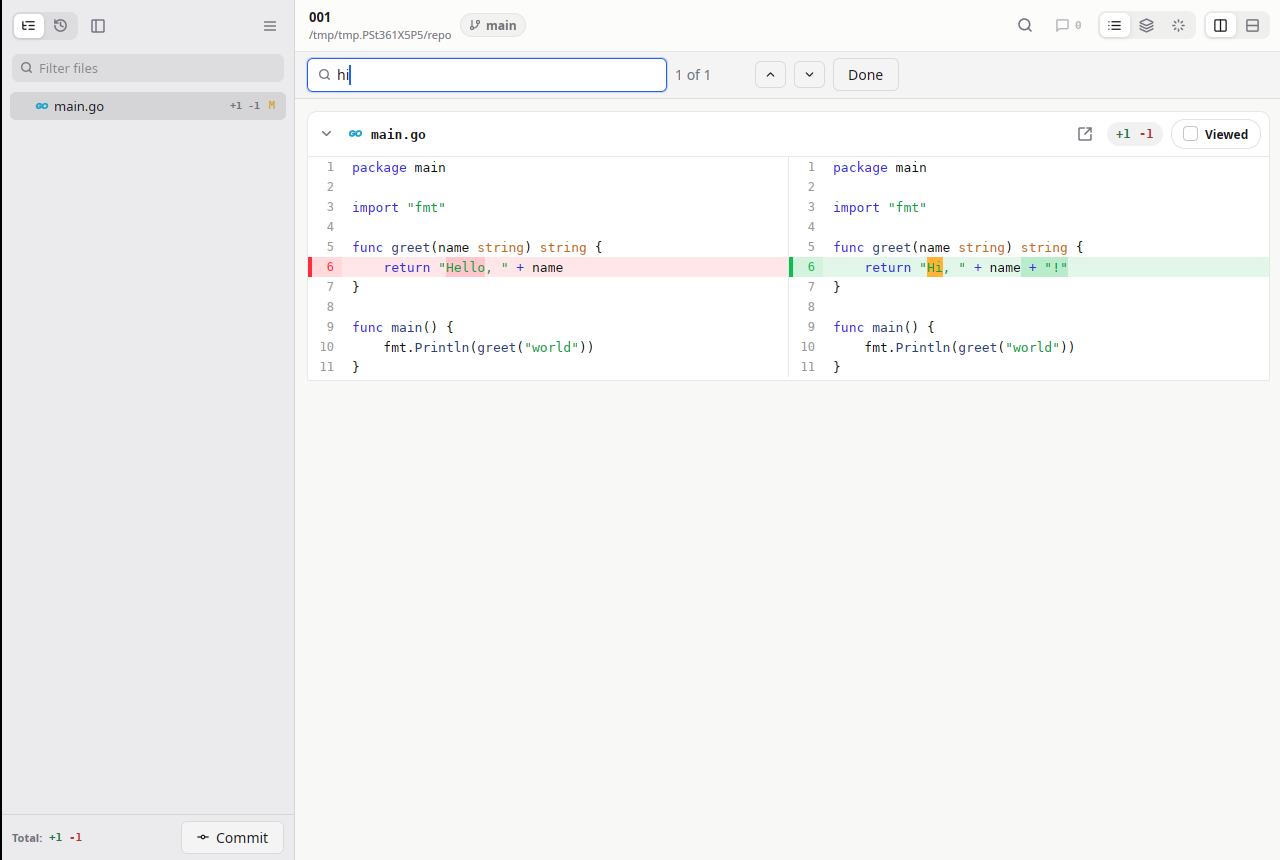 001
/tmp/tmp.PSt361X5P5/repo
main
0
Filter files
main.go
+1 -1 M
hi
1 of 1
Done
main.go
+1 -1
Viewed
1 package main
2
3 import "fmt"
4
5 func greet(name string) string {
6     return "Hello, " + name
7 }
8
9 func main() {
10     fmt.Println(greet("world"))
11 }
1 package main
2
3 import "fmt"
4
5 func greet(name string) string {
6     return "Hi, " + name + "!"
7 }
8
9 func main() {
10     fmt.Println(greet("world"))
11 }
Total: +1 -1
Commit